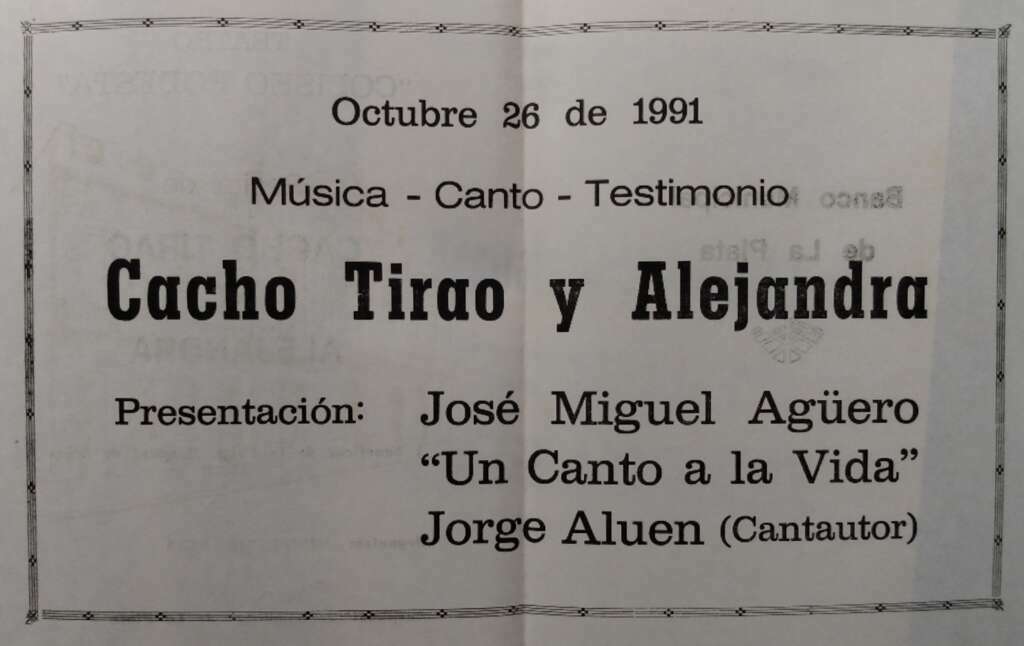 Octubre 26 de 1991
Música - Canto - Testimonio
Cacho Tirao y Alejandra
Presentación: José Miguel Agüero
“Un Canto a la Vida”
Jorge Aluen (Cantautor)